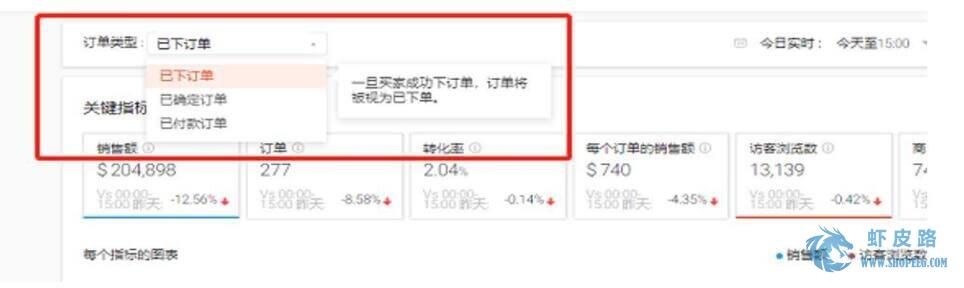 订单类型: 已下订单
今日实时: 今天至15:00
已下订单
已确定订单
已付款订单
一旦买家成功下订单，订单将
被视为已下单。
关键指标
销售额
$ 204,898
Vs 00:00-
15:00 昨天
-12.56%
订单
277
Vs 00:00-
15:00 昨天
-8.58%
转化率
2.04%
Vs 00:00-
15:00 昨天
-0.14%
每个订单的销售额
$ 740
Vs 00:00-
15:00 昨天
-4.35%
访客浏览数
13,139
Vs 00:00-
15:00 昨天
-0.42%
商
每个指标的图表
销售额
访客浏览数
虾皮路
WWW.SHOPEE6.COM